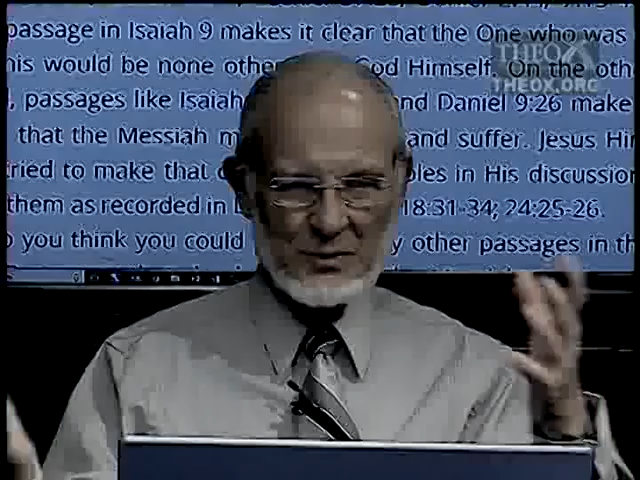 passage in Isaiah 9 makes it clear that the One who was
his would be none othe God Himself. On the oth
, passages like Isaiah and Daniel 9:26 make
that the Messiah m and suffer. Jesus Hi
tried to make that c ples in His discussion
them as recorded in L 18:31-34; 24:25-26.
you think you could y other passages in th
THEOX
THEOX.ORG